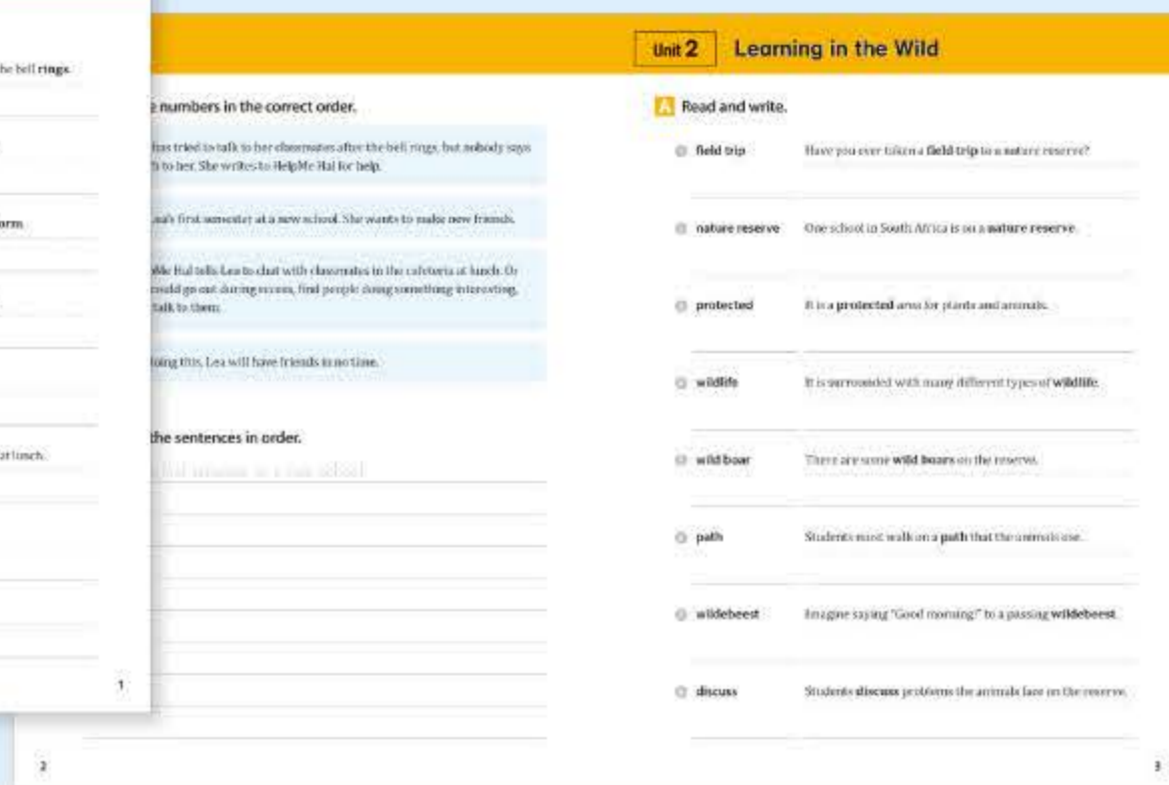 he bell rings.
orm
at lunch.
1
e numbers in the correct order.
has tried to talk to her classmates after the bell rings, but nobody says
to her. She writes to HelpMe Hal for help.
first semester at a new school. She wants to make new friends.
Me Hal tells Lea to chat with classmates in the cafeteria at lunch. Or
could go out during recess, find people doing something interesting,
talk to them.
doing this, Lea will have friends in no time.
the sentences in order.
2
Unit 2 Learning in the Wild
A Read and write.
field trip Have you ever taken a field trip to a nature reserve?
nature reserve One school in South Africa is on a nature reserve.
protected It is a protected area for plants and animals.
wildlife It is surrounded with many different types of wildlife.
wild boar There are some wild boars on the reserve.
path Students must walk on a path that the animals use.
wildebeest Imagine saying "Good morning!" to a passing wildebeest.
discuss Students discuss problems the animals face on the reserve.
3